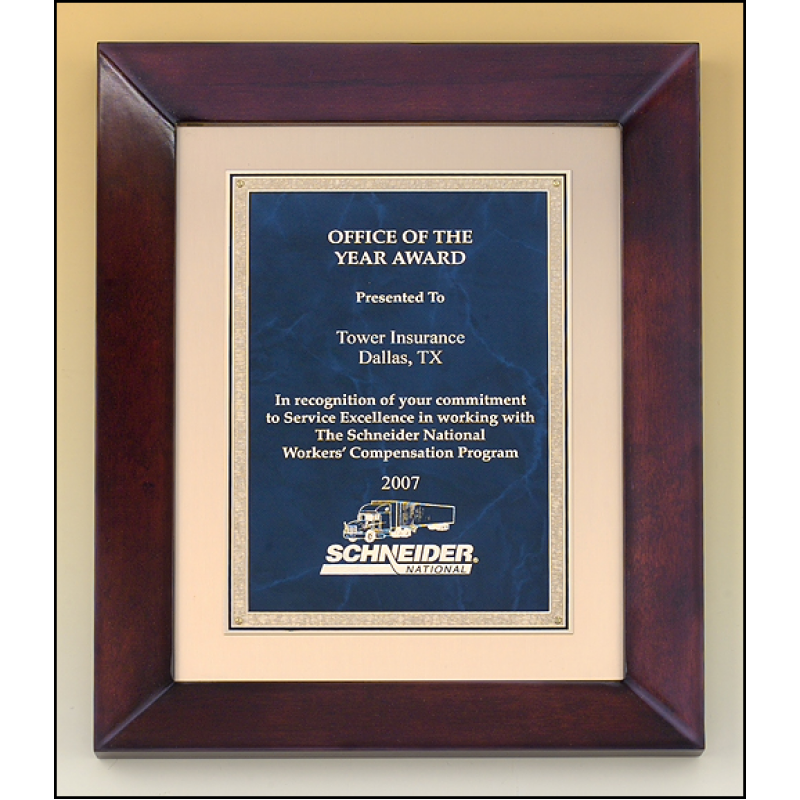 OFFICE OF THE
YEAR AWARD
Presented To
Tower Insurance
Dallas, TX
In recognition of your commitment
to Service Excellence in working with
The Schneider National
Workers' Compensation Program
2007
SCHNEIDER®
NATIONAL